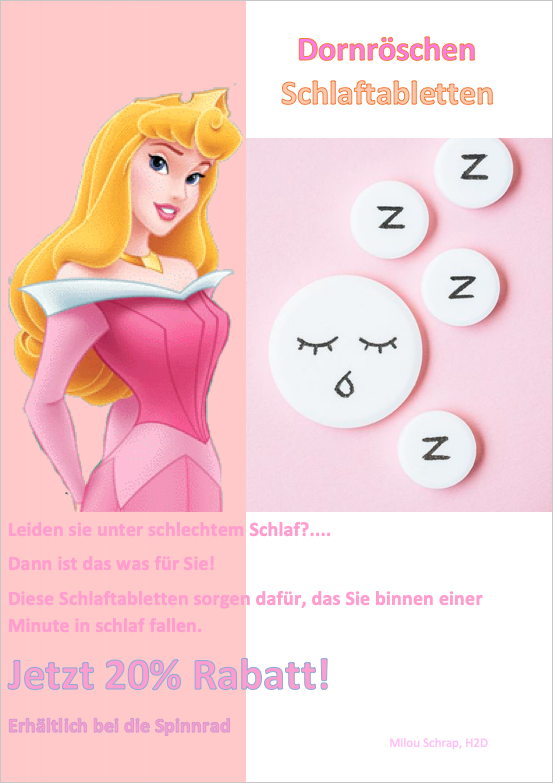 Dornröschen
Schlaftabletten
z
z
z
z
Leiden sie unter schlechtem Schlaf?....
Dann ist das was für Sie!
Diese Schlaftabletten sorgen dafür, das Sie binnen einer
Minute in schlaf fallen.
Jetzt 20% Rabatt!
Erhältlich bei die Spinnrad
Milou Schrap, H2D